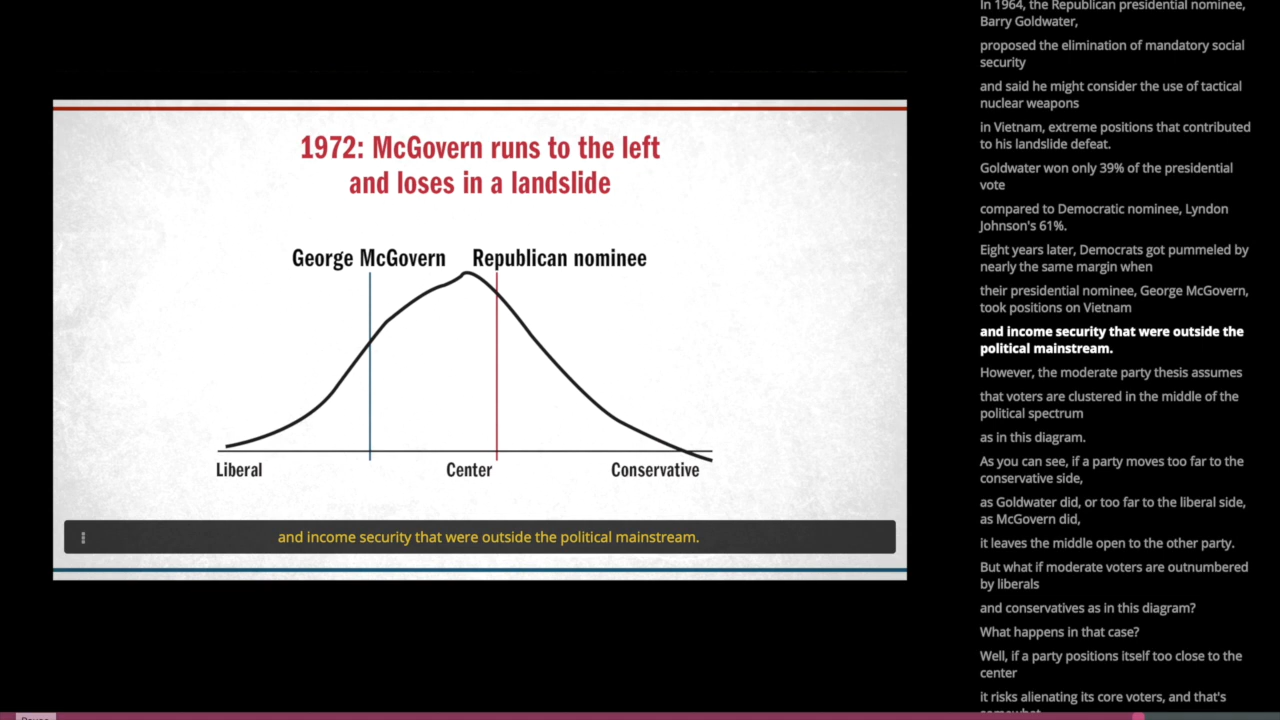 1972: McGovern runs to the left
and loses in a landslide
George McGovern
Republican nominee
Liberal
Center
Conservative
and income security that were outside the political mainstream.
In 1964, the Republican presidential nominee,
Barry Goldwater,
proposed the elimination of mandatory social
security
and said he might consider the use of tactical
nuclear weapons
in Vietnam, extreme positions that contributed
to his landslide defeat.
Goldwater won only 39% of the presidential
vote
compared to Democratic nominee, Lyndon
Johnson's 61%.
Eight years later, Democrats got pummeled by
nearly the same margin when
their presidential nominee, George McGovern,
took positions on Vietnam
and income security that were outside the
political mainstream.
However, the moderate party thesis assumes
that voters are clustered in the middle of the
political spectrum
as in this diagram.
As you can see, if a party moves too far to the
conservative side,
as Goldwater did, or too far to the liberal side,
as McGovern did,
it leaves the middle open to the other party.
But what if moderate voters are outnumbered
by liberals
and conservatives as in this diagram?
What happens in that case?
Well, if a party positions itself too close to the
center
it risks alienating its core voters, and that's